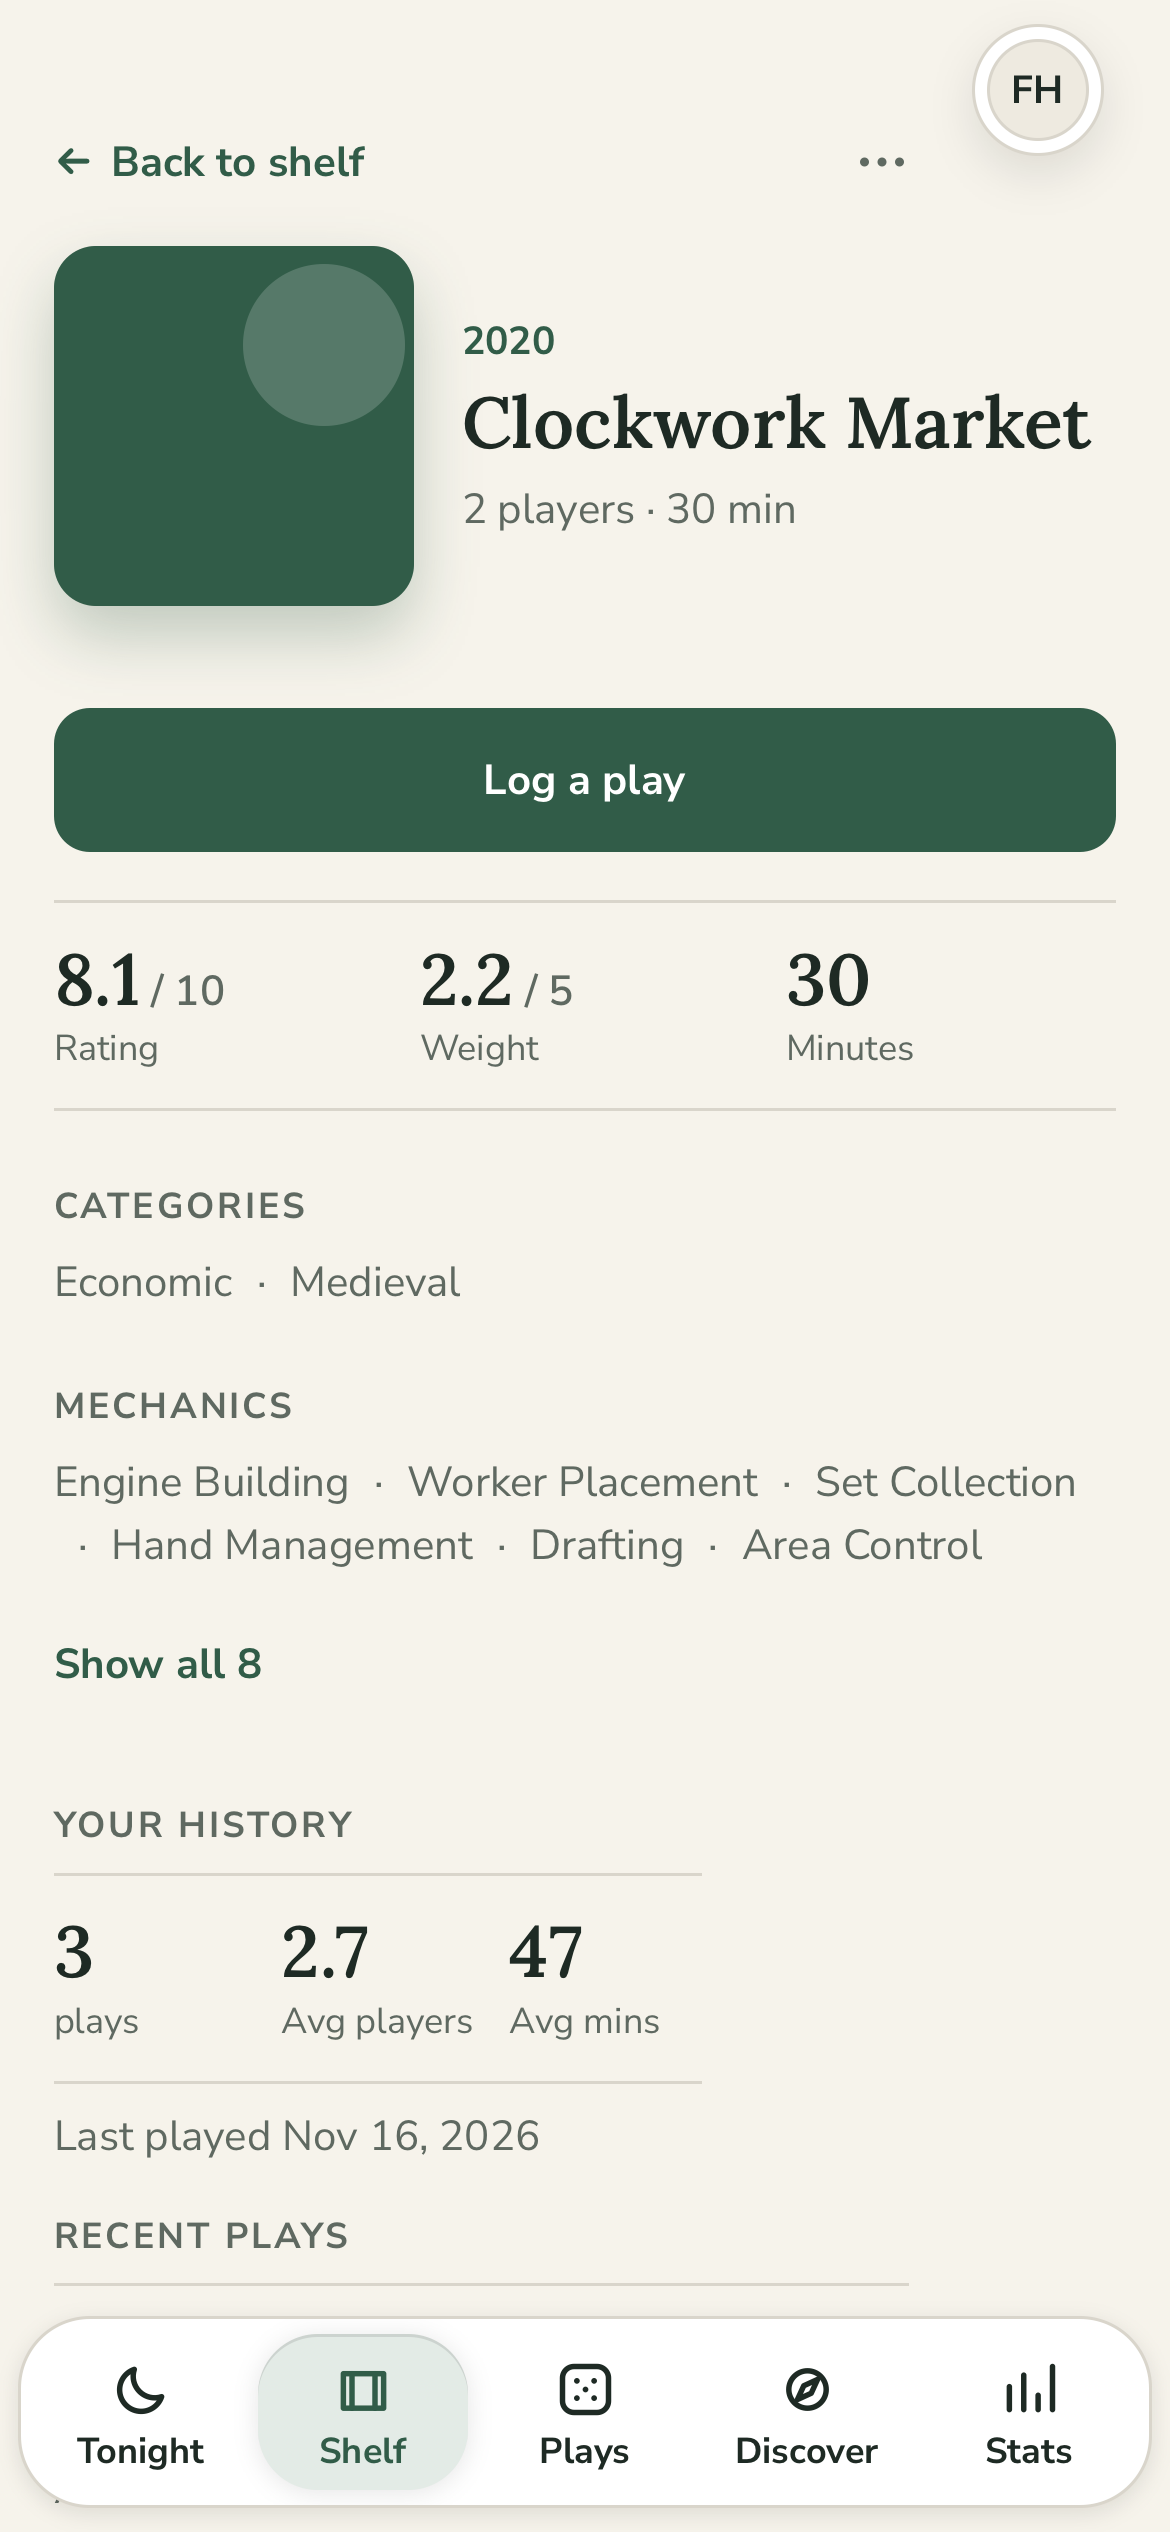 FH
Back to shelf
2020
Clockwork Market
2 players · 30 min
Log a play
8.1 / 10
Rating
2.2 / 5
Weight
30
Minutes
CATEGORIES
Economic · Medieval
MECHANICS
Engine Building · Worker Placement · Set Collection
· Hand Management · Drafting · Area Control
Show all 8
YOUR HISTORY
3
plays
2.7
Avg players
47
Avg mins
Last played Nov 16, 2026
RECENT PLAYS
Tonight
Shelf
Plays
Discover
Stats